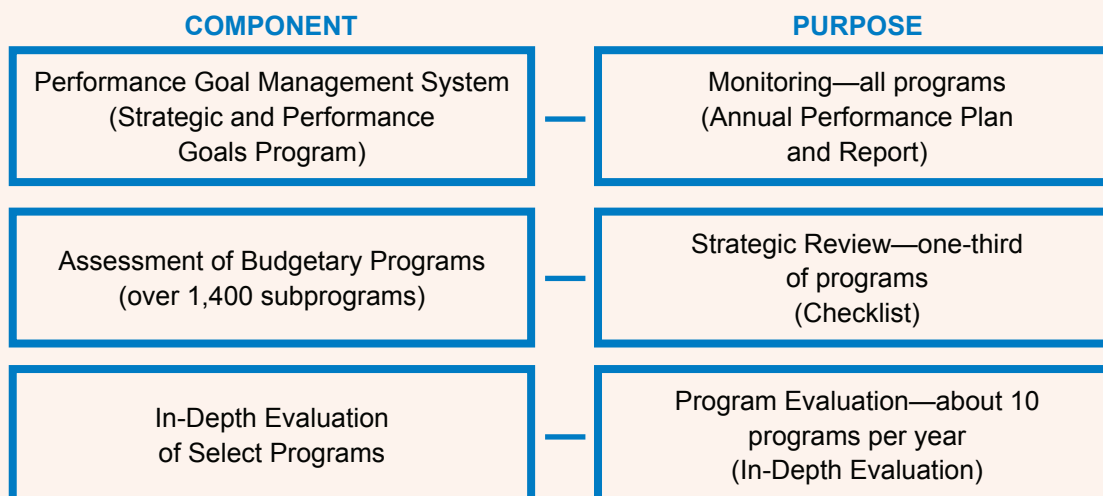 COMPONENT
PURPOSE
Performance Goal Management System
(Strategic and Performance
Goals Program)
Monitoring—all programs
(Annual Performance Plan
and Report)
Assessment of Budgetary Programs
(over 1,400 subprograms)
Strategic Review—one-third
of programs
(Checklist)
In-Depth Evaluation
of Select Programs
Program Evaluation—about 10
programs per year
(In-Depth Evaluation)